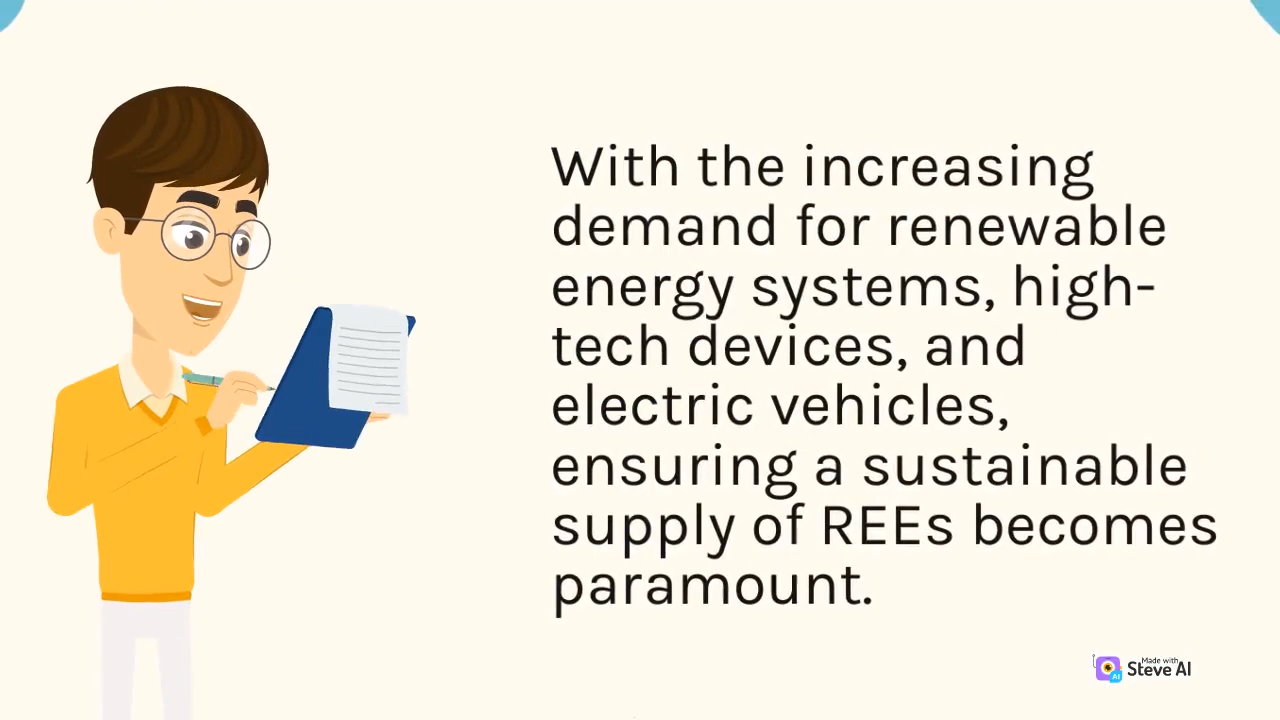 With the increasing
demand for renewable
energy systems, high-
tech devices, and
electric vehicles,
ensuring a sustainable
supply of REEs becomes
paramount.
Made with
Steve AI
AI